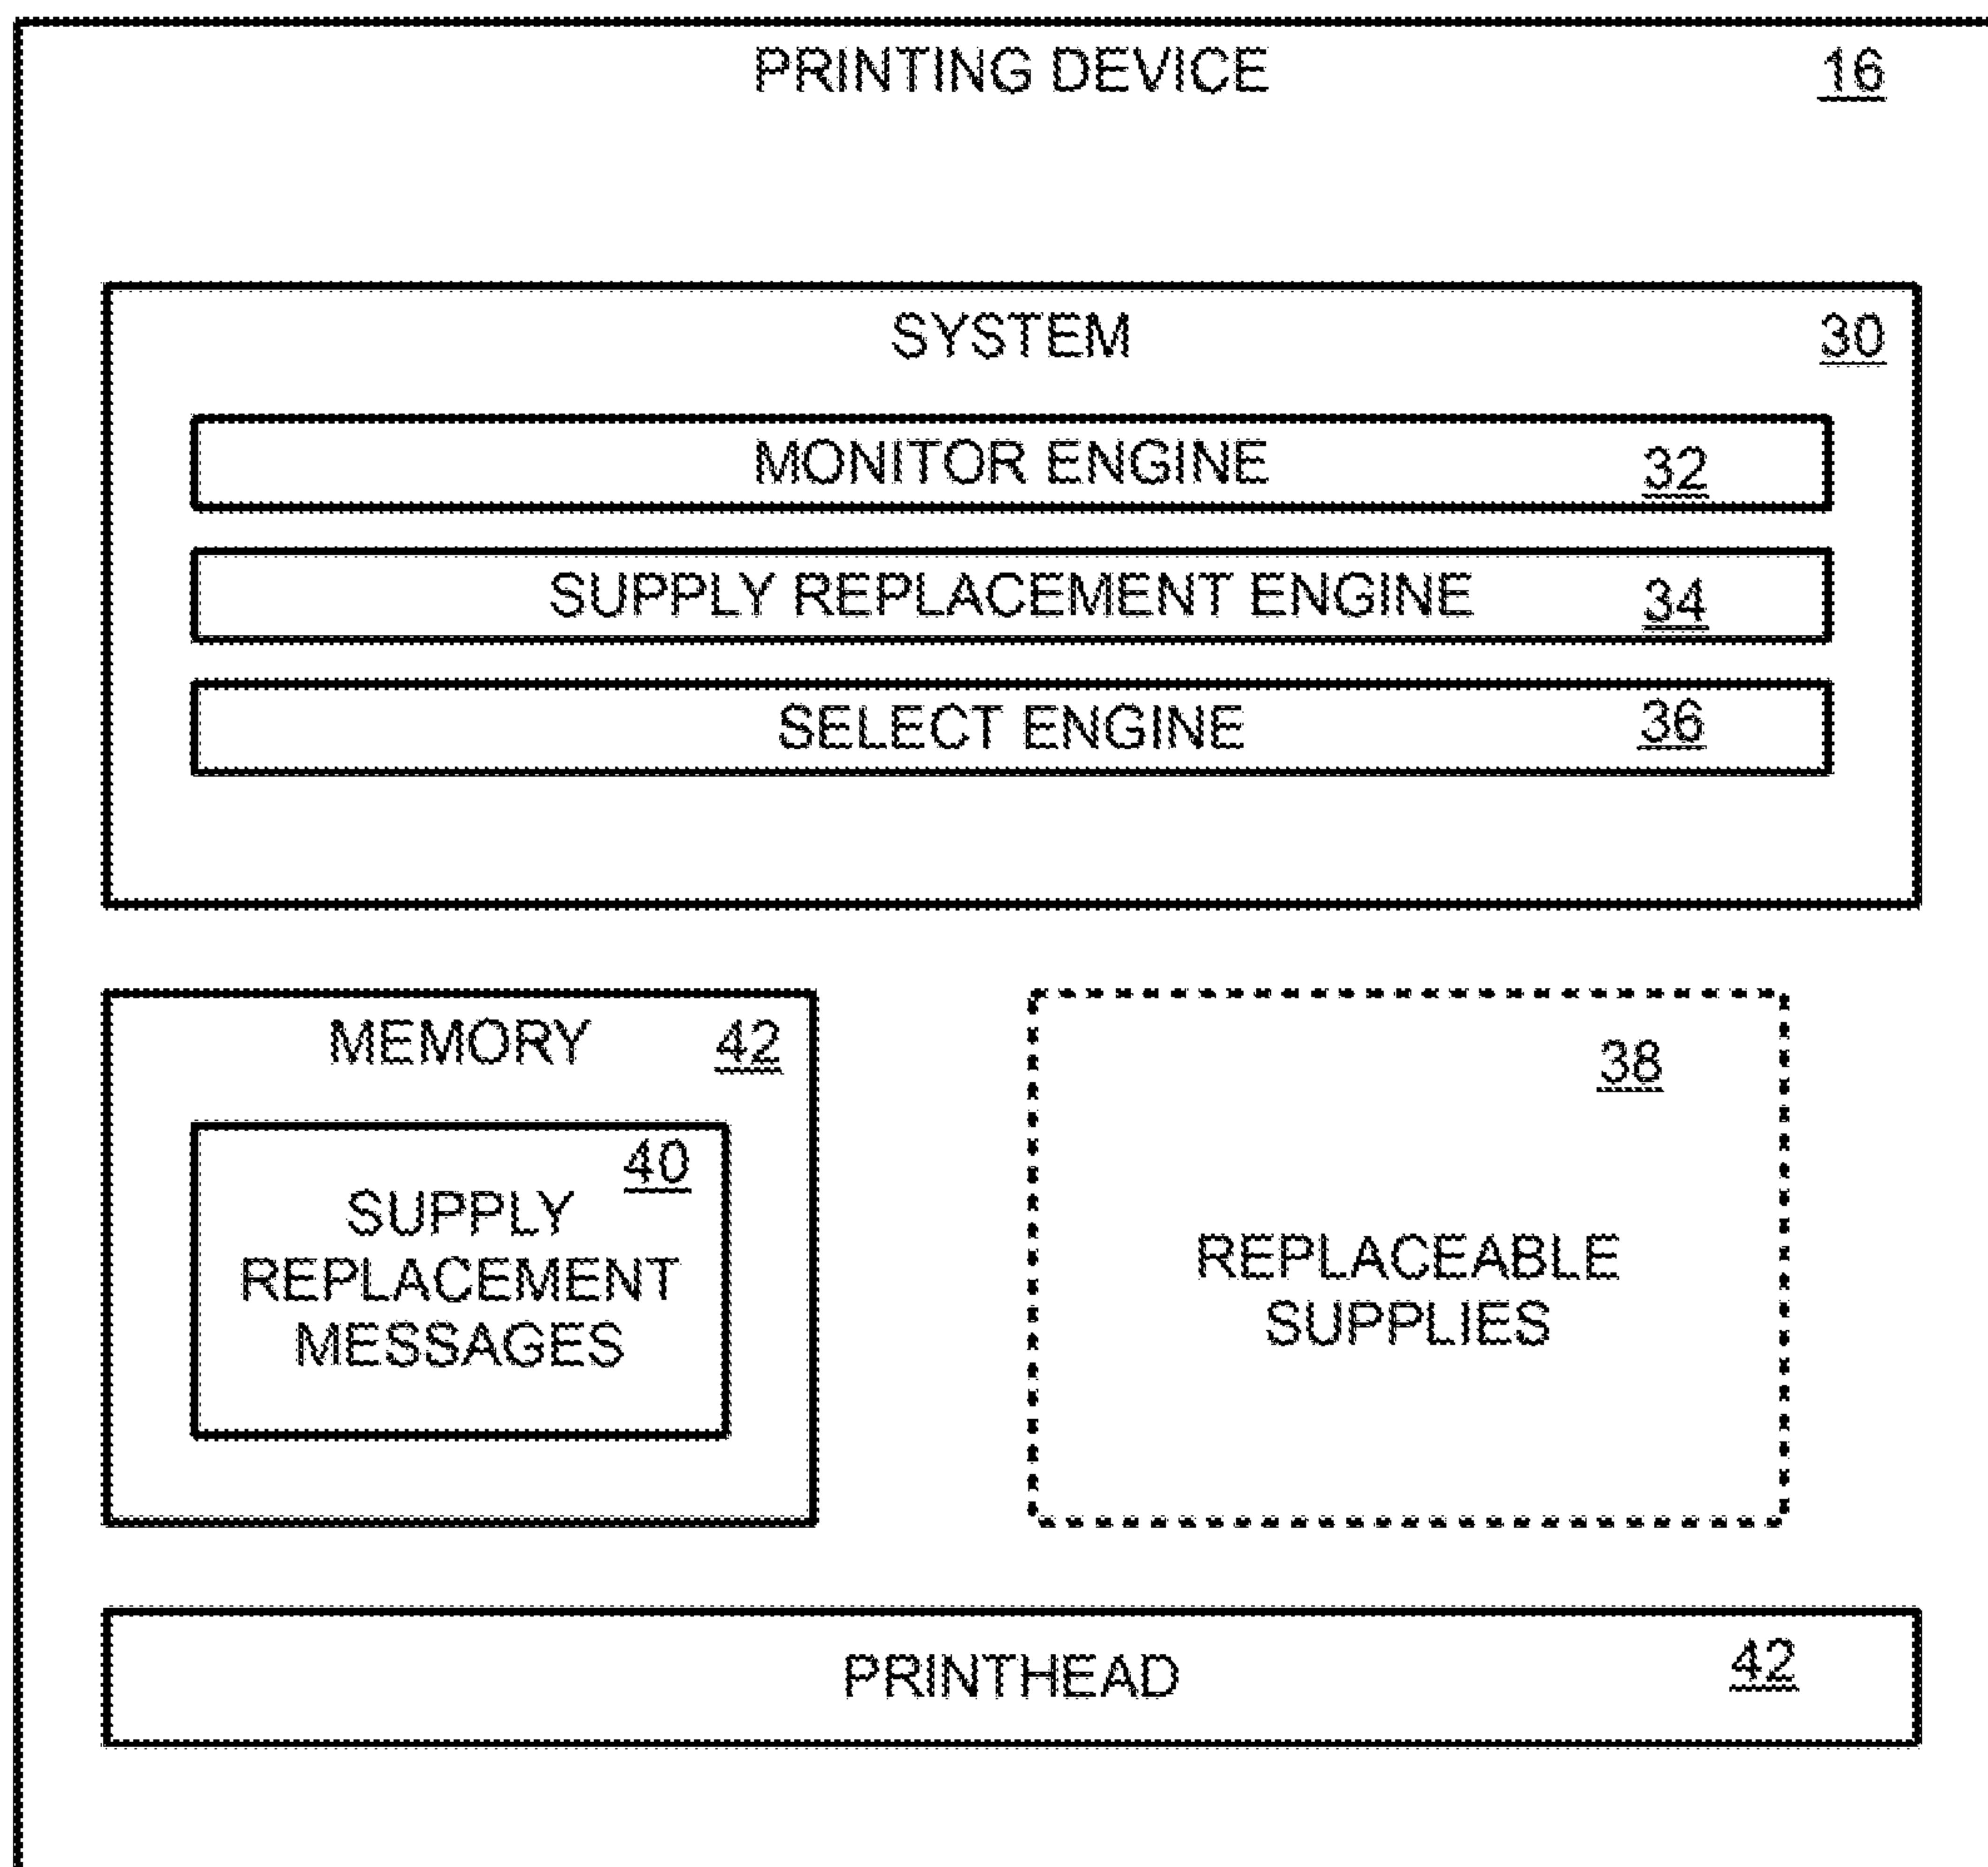 PRINTING DEVICE 16
SYSTEM 30
MONITOR ENGINE 32
SUPPLY REPLACEMENT ENGINE 34
SELECT ENGINE 36
MEMORY 42
40
SUPPLY
REPLACEMENT
MESSAGES
38
REPLACEABLE
SUPPLIES
PRINTHEAD 42